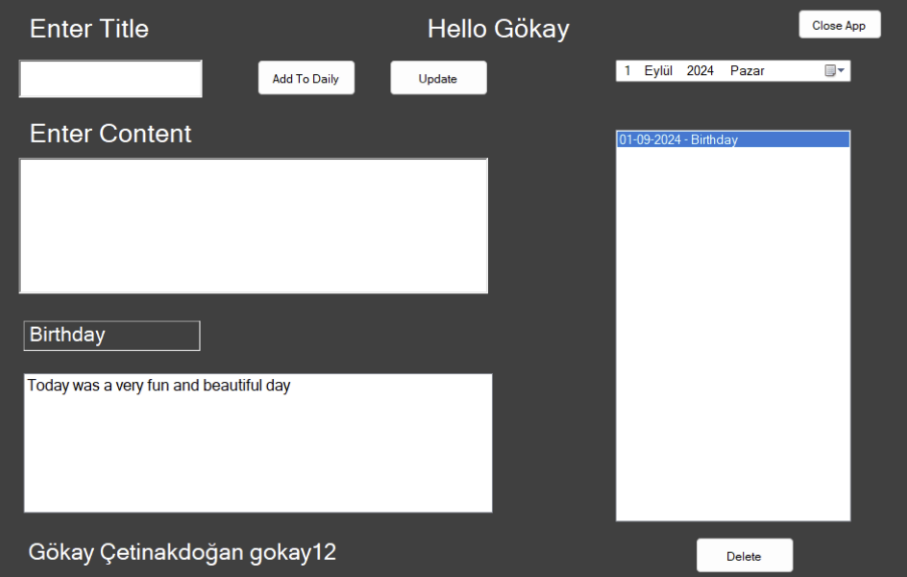 Enter Title
Hello Gökay
Close App
Add To Daily
Update
1 Eylül 2024 Pazar
Enter Content
01-09-2024 - Birthday
Birthday
Today was a very fun and beautiful day
Gökay Çetinakdoğan gokay12
Delete